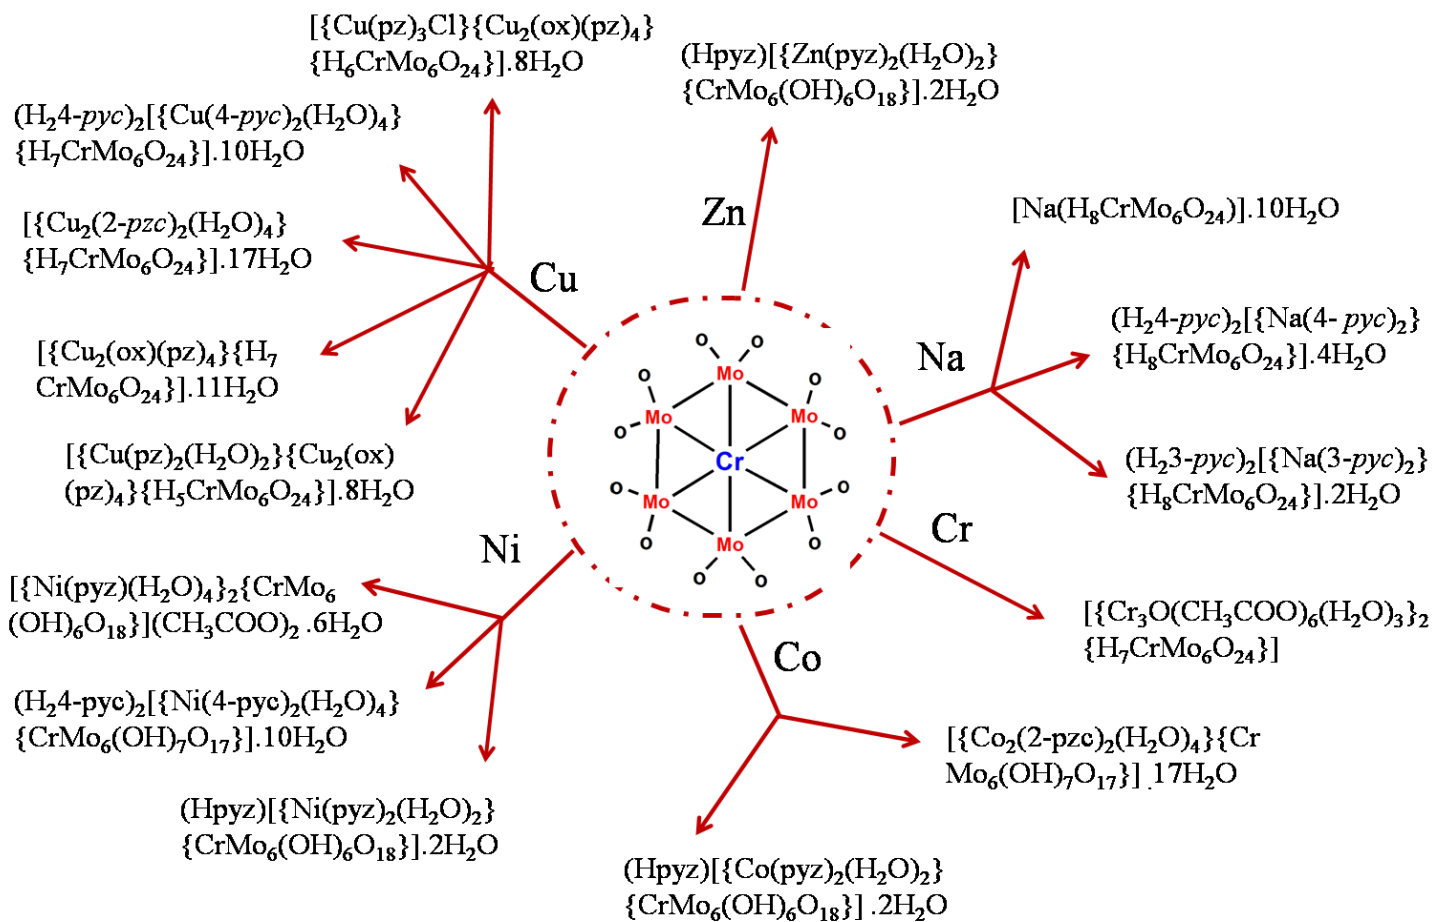 [{Cu(pz)₃Cl}{Cu₂(ox)(pz)₄}
{H₆CrMo₆O₂₄}].8H₂O
(Hpyz)[{Zn(pyz)₂(H₂O)₂}
{CrMo₆(OH)₆O₁₈}].2H₂O
(H₂4-pyc)₂[{Cu(4-pyc)₂(H₂O)₄}
{H₇CrMo₆O₂₄}].10H₂O
Zn
[Na(H₈CrMo₆O₂₄)].10H₂O
[{Cu₂(2-pzc)₂(H₂O)₄}
{H₇CrMo₆O₂₄}].17H₂O
Cu
[{Cu₂(ox)(pz)₄}{H₇
CrMo₆O₂₄}].11H₂O
Na
(H₂4-pyc)₂[{Na(4- pyc)₂}
{H₈CrMo₆O₂₄}].4H₂O
O O
Mo
O O
Mo Mo
O O
Cr
O O
Mo Mo
O O
Mo
O O
[{Cu(pz)₂(H₂O)₂}{Cu₂(ox)
(pz)₄}{H₅CrMo₆O₂₄}].8H₂O
(H₂3-pyc)₂[{Na(3-pyc)₂}
{H₈CrMo₆O₂₄}].2H₂O
Ni
Cr
[{Ni(pyz)(H₂O)₄}₂{CrMo₆
(OH)₆O₁₈}](CH₃COO)₂ .6H₂O
[{Cr₃O(CH₃COO)₆(H₂O)₃}₂
{H₇CrMo₆O₂₄}]
Co
(H₂4-pyc)₂[{Ni(4-pyc)₂(H₂O)₄}
{CrMo₆(OH)₇O₁₇}].10H₂O
[{Co₂(2-pzc)₂(H₂O)₄}{Cr
Mo₆(OH)₇O₁₇}] .17H₂O
(Hpyz)[{Ni(pyz)₂(H₂O)₂}
{CrMo₆(OH)₆O₁₈}].2H₂O
(Hpyz)[{Co(pyz)₂(H₂O)₂}
{CrMo₆(OH)₆O₁₈}] .2H₂O